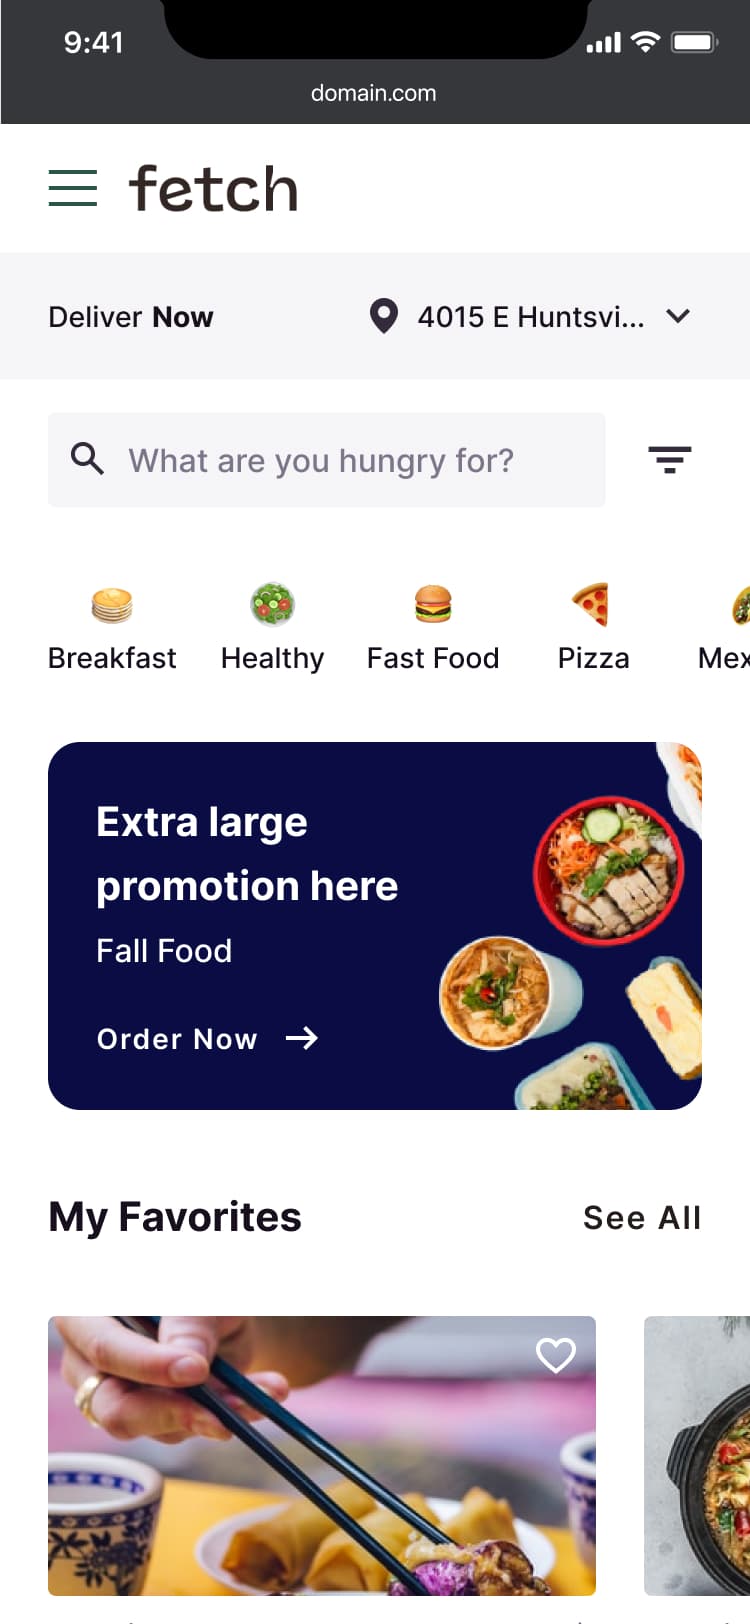 9:41
domain.com
fetch
Deliver Now
4015 E Huntsvi...
What are you hungry for?
Breakfast
Healthy
Fast Food
Pizza
Mex
Extra large
promotion here
Fall Food
Order Now
My Favorites
See All